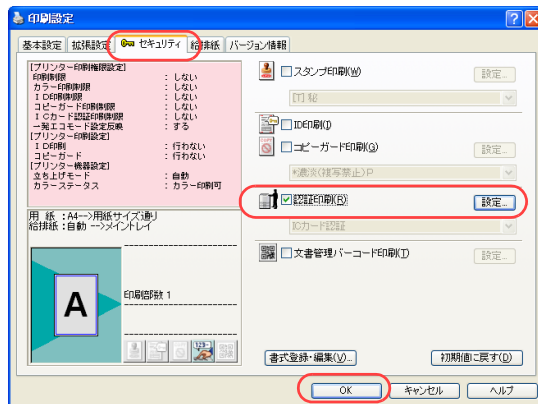 印刷設定
基本設定 拡張設定 セキュリティ 給排紙 バージョン情報
[プリンター印刷権限設定]
印刷制限 : しない
カラー印刷制限 : しない
ＩＤ印刷制限 : しない
コピーガード印刷制限 : しない
ＩＣカード認証印刷制限 : しない
一発エコモード設定反映 : する
[プリンター印刷設定]
ＩＤ印刷 : 行わない
コピーガード : 行わない
[プリンター機器設定]
立ち上げモード : 自動
カラーステータス : カラー印刷可
用 紙 :A4-->用紙サイズ通り
給排紙:自動 -->メイントレイ
A
印刷部数 1
スタンプ印刷(W) 設定...
[T] 秘
ID印刷(I)
コピーガード印刷(G) 設定...
*濃淡(複写禁止)P
認証印刷(R) 設定...
ICカード認証
文書管理バーコード印刷(T) 設定...
書式登録・編集(V)... 初期値に戻す(D)
OK キャンセル ヘルプ